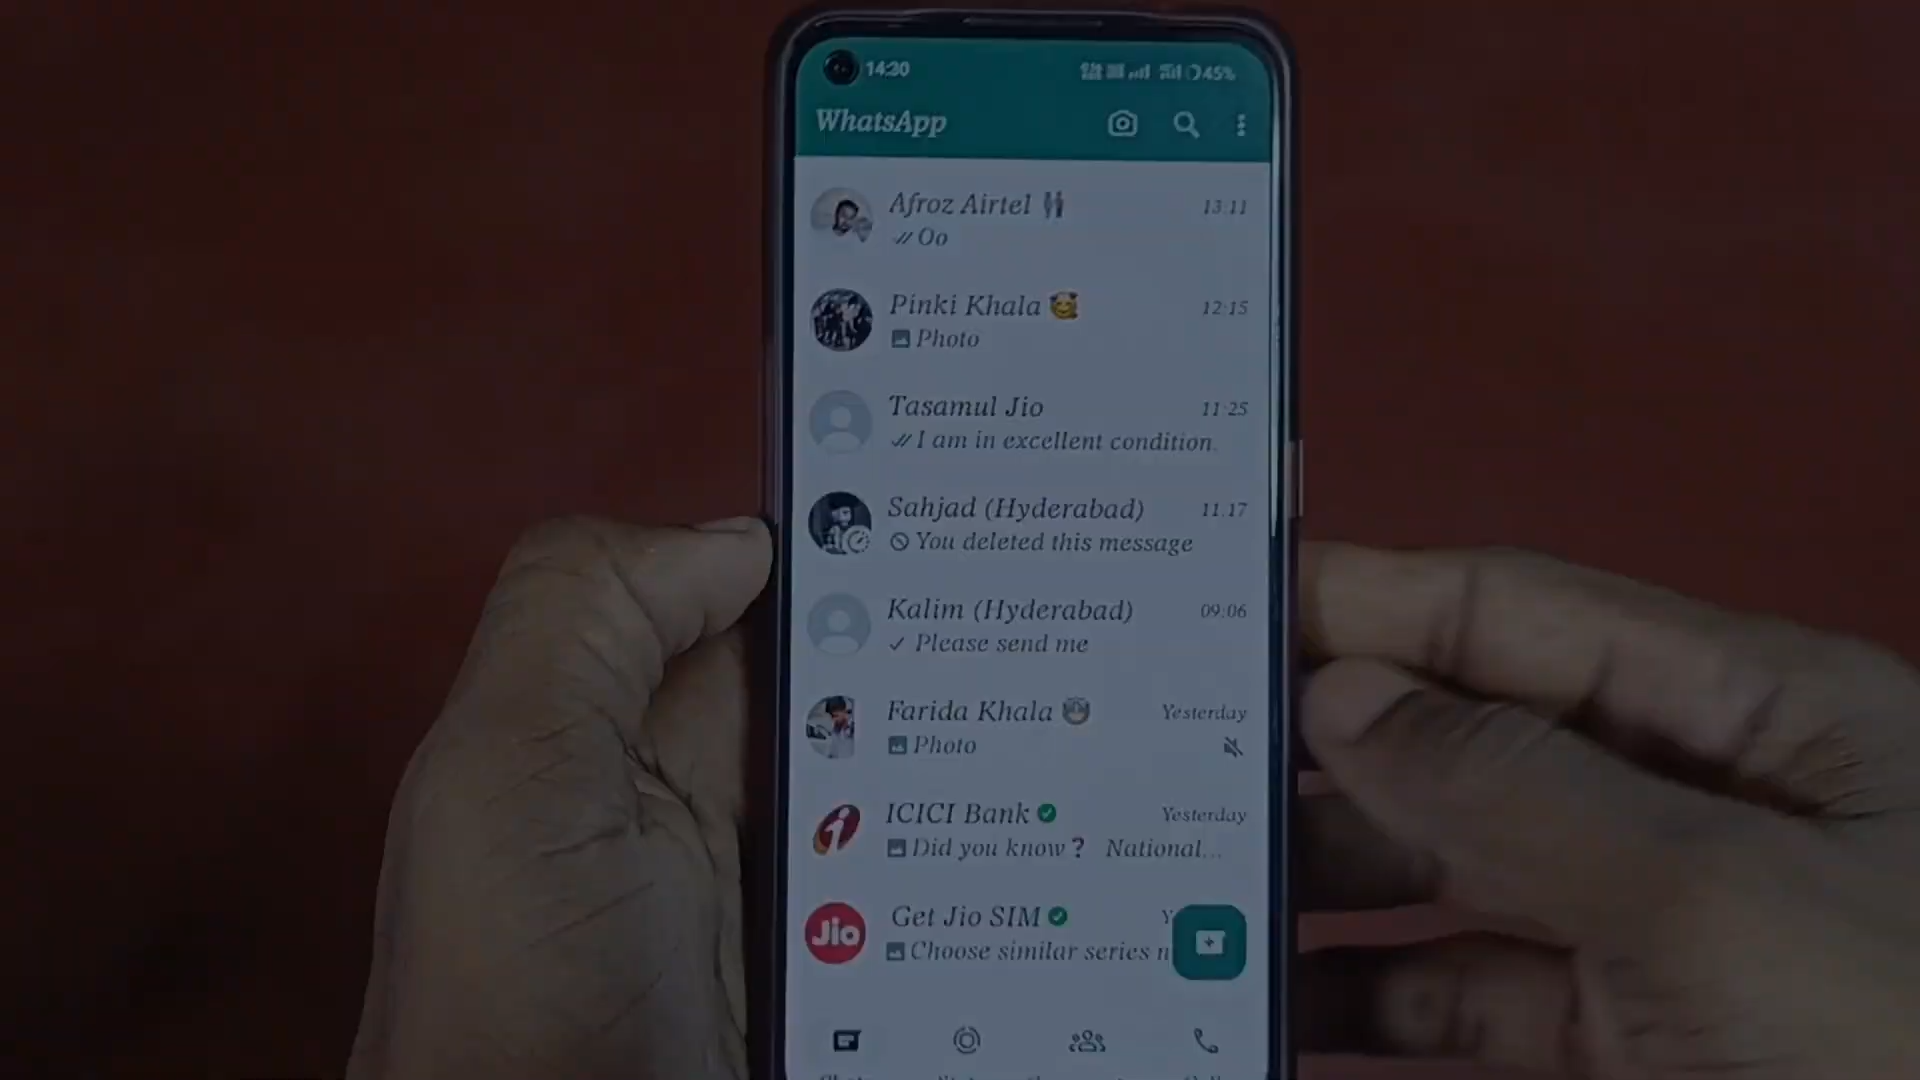 14:20
45%
WhatsApp
Afroz Airtel
13:11
Oo
Pinki Khala
12:15
Photo
Tasamul Jio
11:25
I am in excellent condition.
Sahjad (Hyderabad)
11:17
You deleted this message
Kalim (Hyderabad)
09:06
Please send me
Farida Khala
Yesterday
Photo
ICICI Bank
Yesterday
Did you know? National...
Jio
Get Jio SIM
Choose similar series